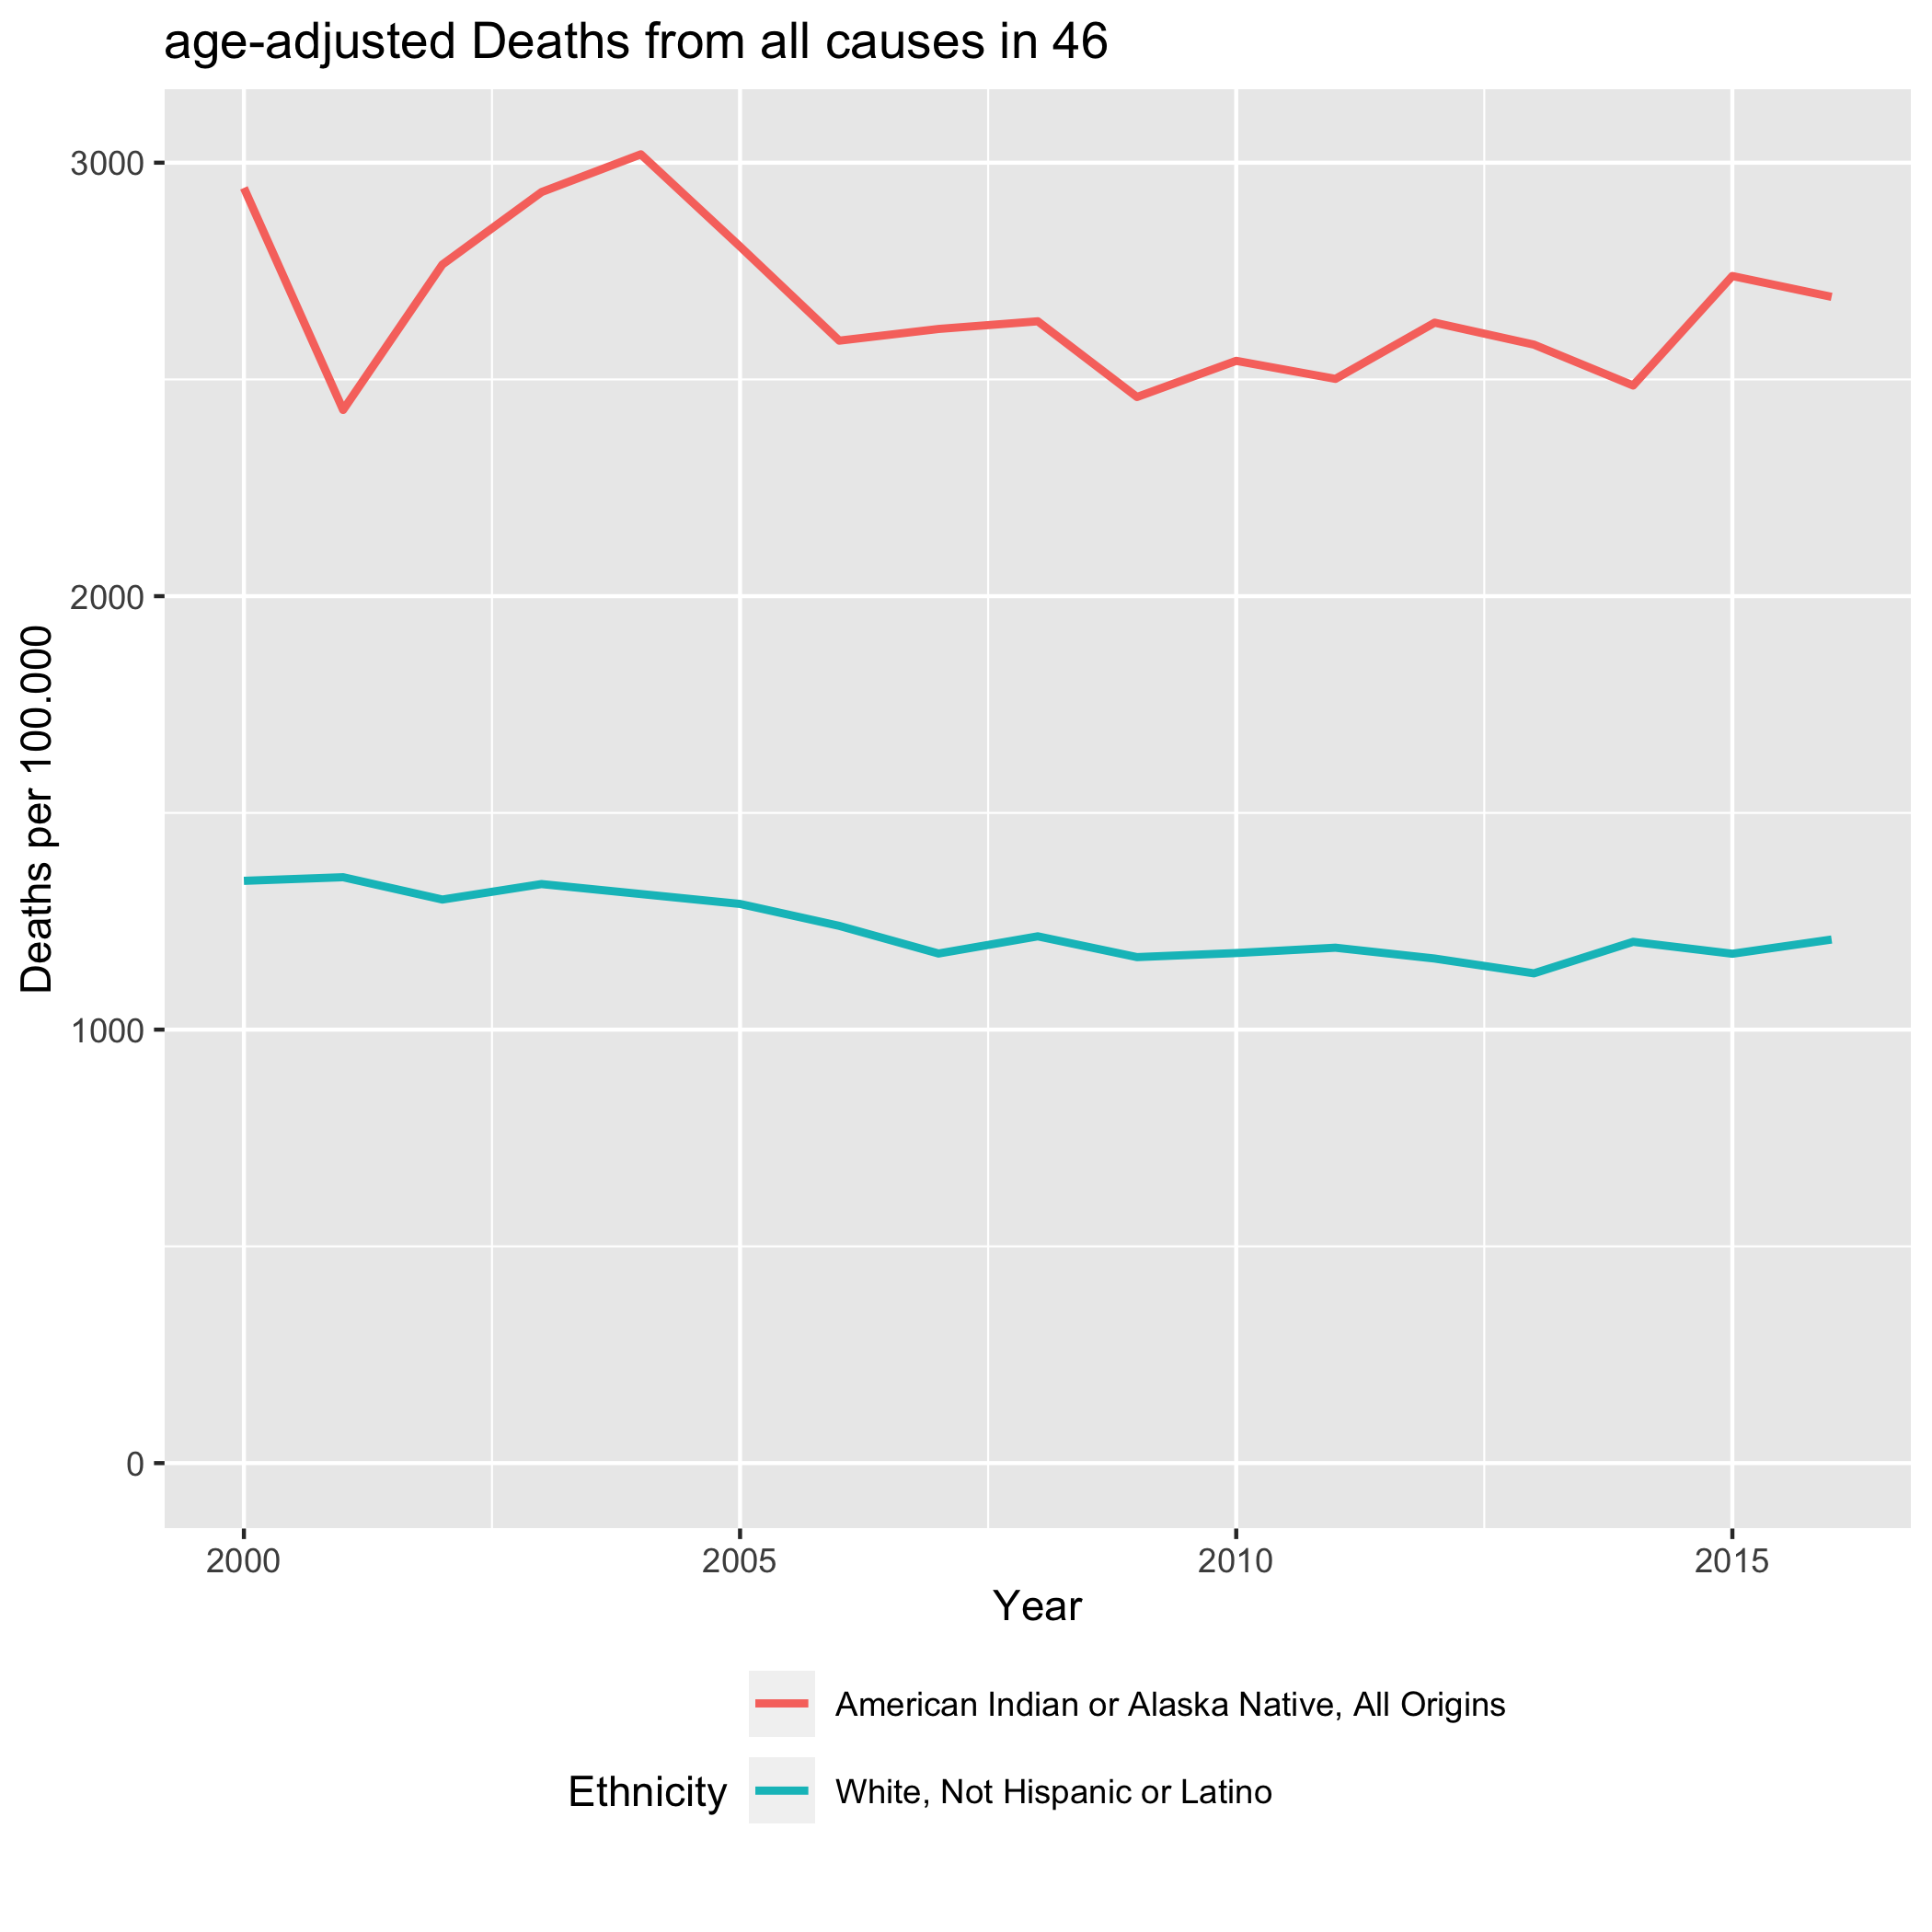 age-adjusted Deaths from all causes in 46
Deaths per 100.000
3000
2000
1000
0
2000 2005 2010 2015
Year
Ethnicity
American Indian or Alaska Native, All Origins
White, Not Hispanic or Latino